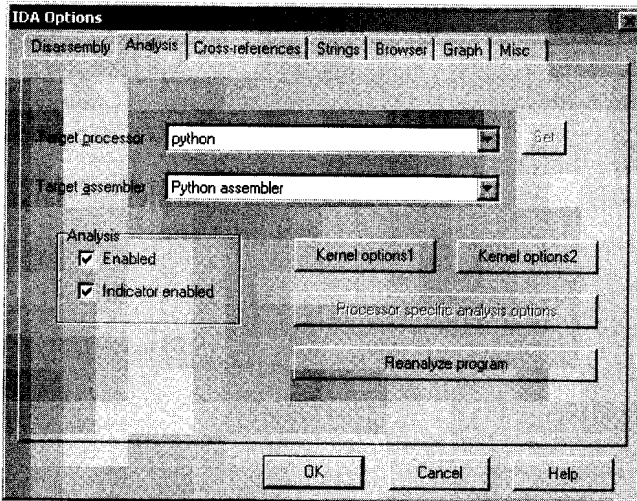 IDA Options
Disassembly Analysis Cross-references Strings Browser Graph Misc
Target processor python Set
Target assembler Python assembler
Analysis
Enabled
Indicator enabled
Kernel options1 Kernel options2
Processor specific analysis options
Reanalyze program
OK Cancel Help